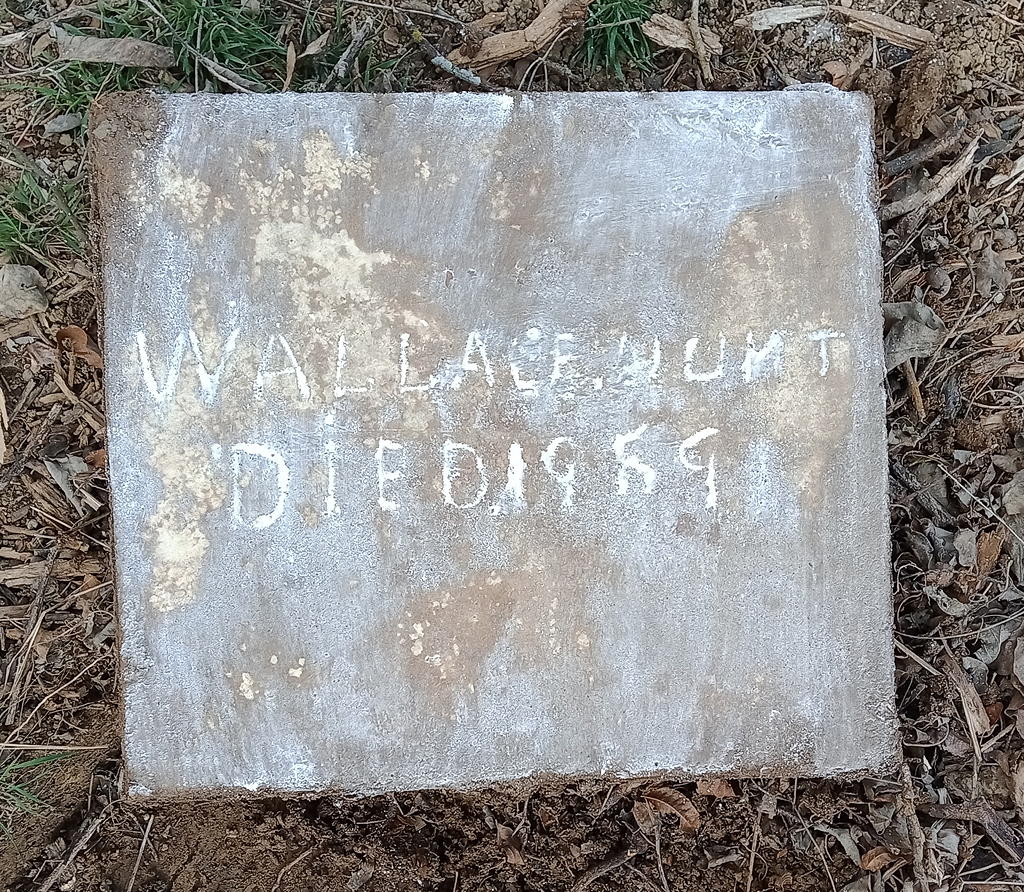 WALLACE. HUNT
DIED, 1959